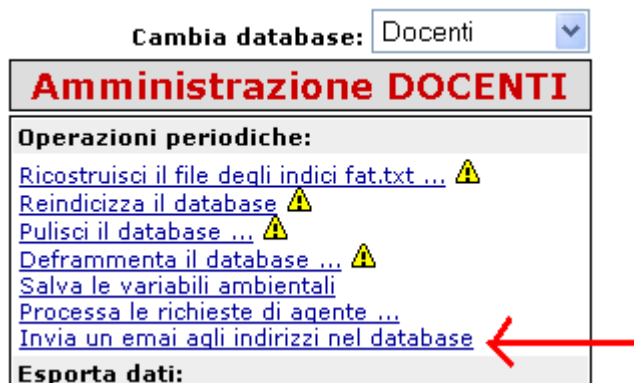 Cambia database: Docenti
Amministrazione DOCENTI
Operazioni periodiche:
Ricostruisci il file degli indici fat.txt ...
Reindicizza il database
Pulisci il database ...
Deframmenta il database ...
Salva le variabili ambientali
Processa le richieste di agente ...
Invia un emai agli indirizzi nel database
Esporta dati: